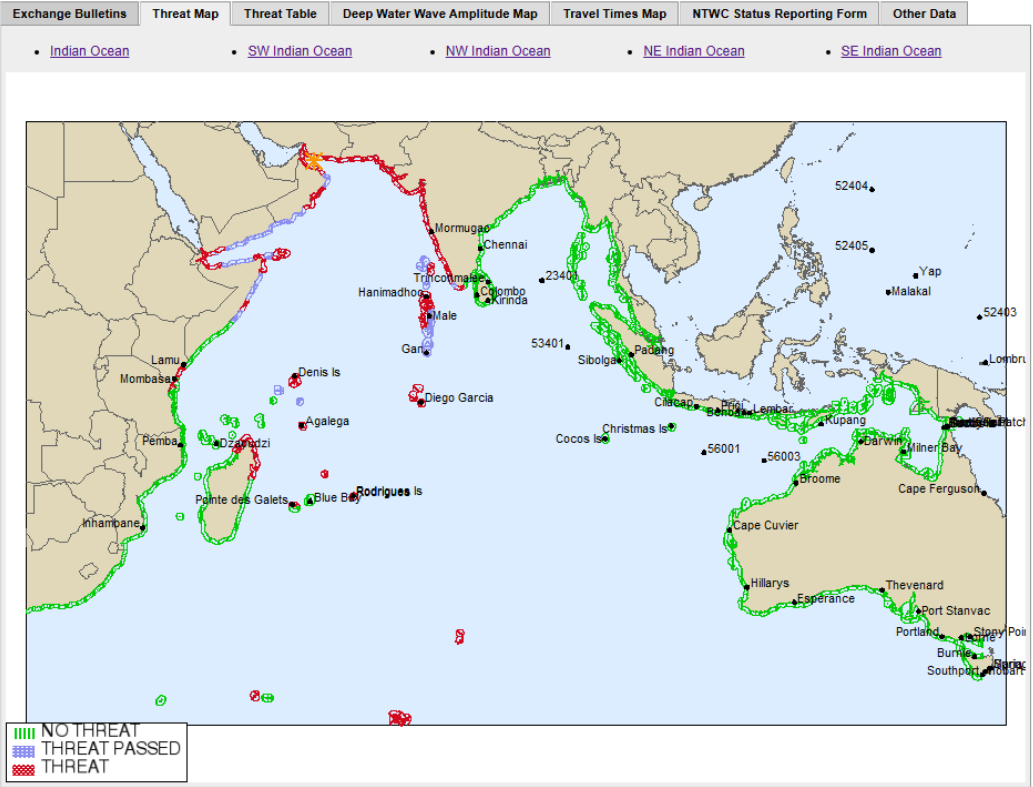 Exchange Bulletins Threat Map Threat Table Deep Water Wave Amplitude Map Travel Times Map NTWC Status Reporting Form Other Data
Indian Ocean SW Indian Ocean NW Indian Ocean NE Indian Ocean SE Indian Ocean
52404
Mormugao
Chennai
52405
Trincomalee
23401
Yap
Hanimadhoo
Colombo
Malakal
Kirinda
Male
52403
Gan
53401
Padang
Lamu
Sibolga
Lombru
Mombasa
Denis Is
Diego Garcia
Cilacap
Prigi
Lembar
Agalega
Christmas Is
Kupang
Pemba
Dzaoudzi
Cocos Is
Darwin
56001
Milner Bay
56003
Broome
Cape Ferguson
Pointe des Galets
Blue Bay
Rodrigues Is
Inhambane
Cape Cuvier
Hillarys
Thevenard
Esperance
Port Stanvac
Portland
Stony Poi
Lorne
Burnie
Southport
Hobart
NO THREAT
THREAT PASSED
THREAT